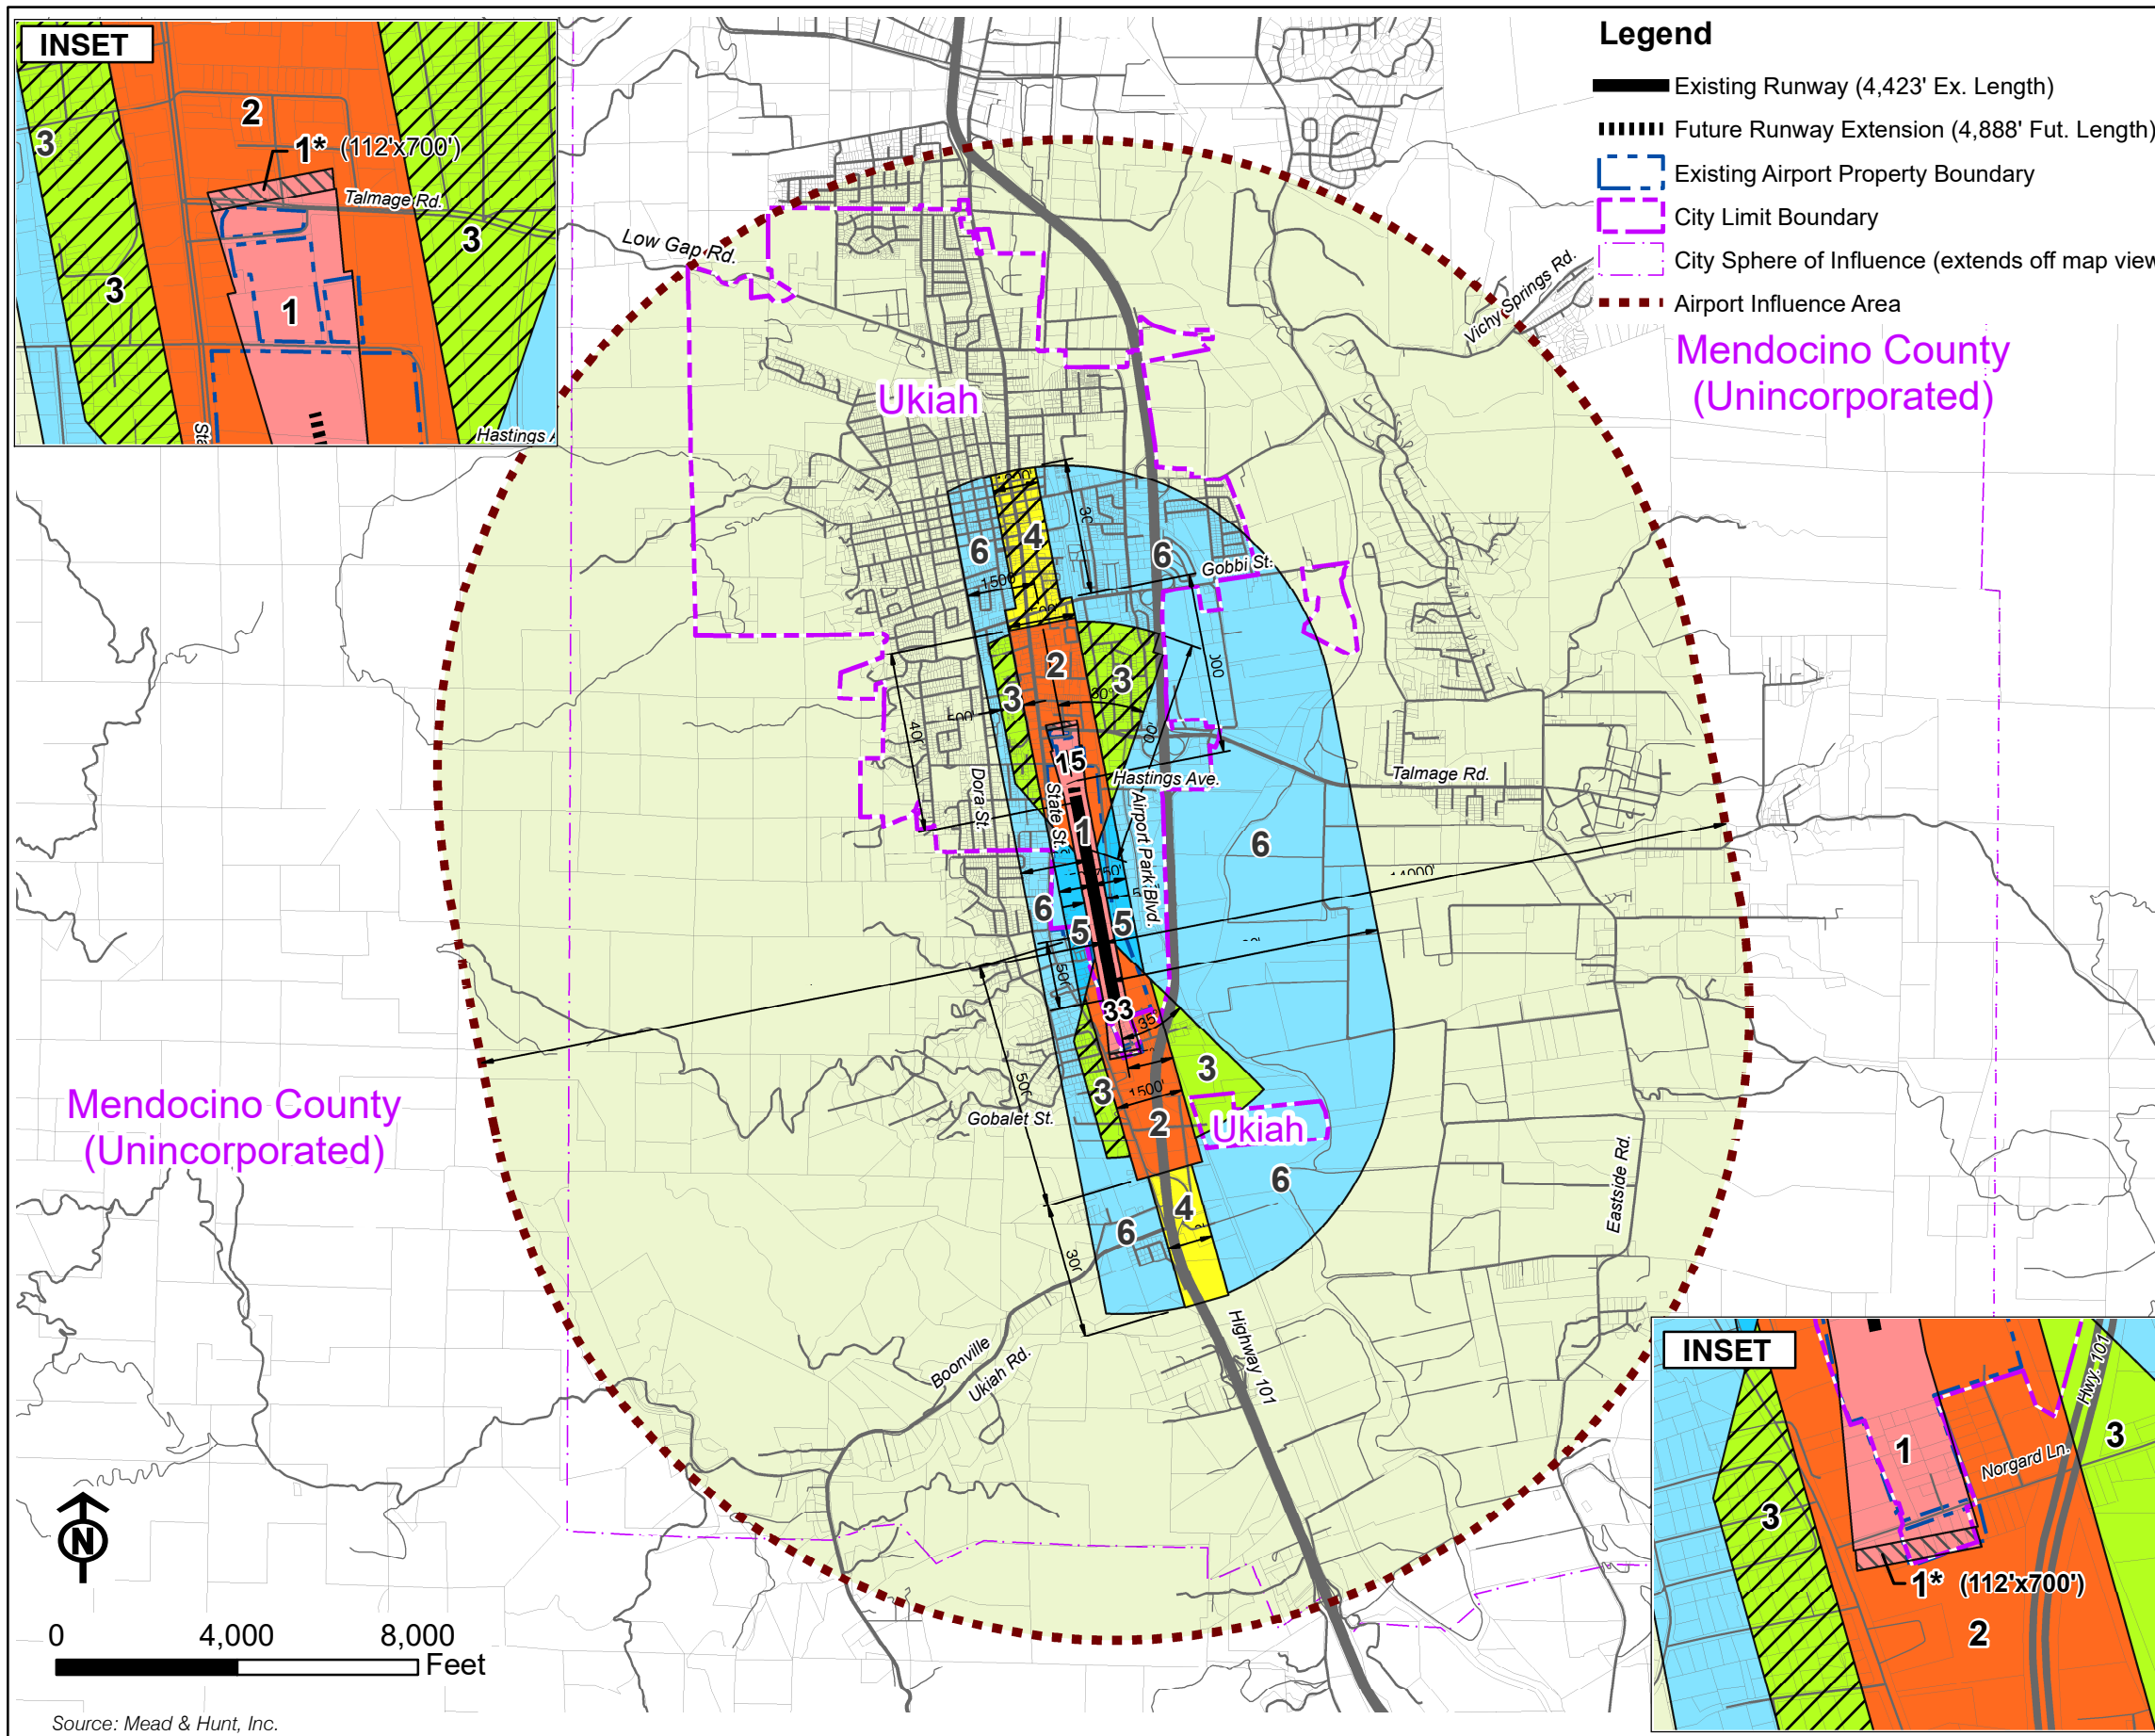 INSET
3
2
1* (112'x700')
Talmage Rd.
3
3
1
Hastings A
Legend
Existing Runway (4,423' Ex. Length)
Future Runway Extension (4,888' Fut. Length)
Existing Airport Property Boundary
City Limit Boundary
City Sphere of Influence (extends off map view
Airport Influence Area
Mendocino County
(Unincorporated)
Low Gap Rd.
Vichy Springs Rd.
Ukiah
6
4
6
1500'
Gobbi St.
2
3
3
30°
15
Hastings Ave.
Talmage Rd.
Dora St.
State St.
Airport Park Blvd.
1
6
14000'
6
5
5
33
35°
3
3
1500'
2
Gobalet St.
Ukiah
Mendocino County
(Unincorporated)
6
4
6
Eastside Rd.
Boonville
Ukiah Rd.
Highway 101
INSET
Hwy. 101
1
3
Norgard Ln.
3
1* (112'x700')
2
N
0 4,000 8,000
Feet
Source: Mead & Hunt, Inc.